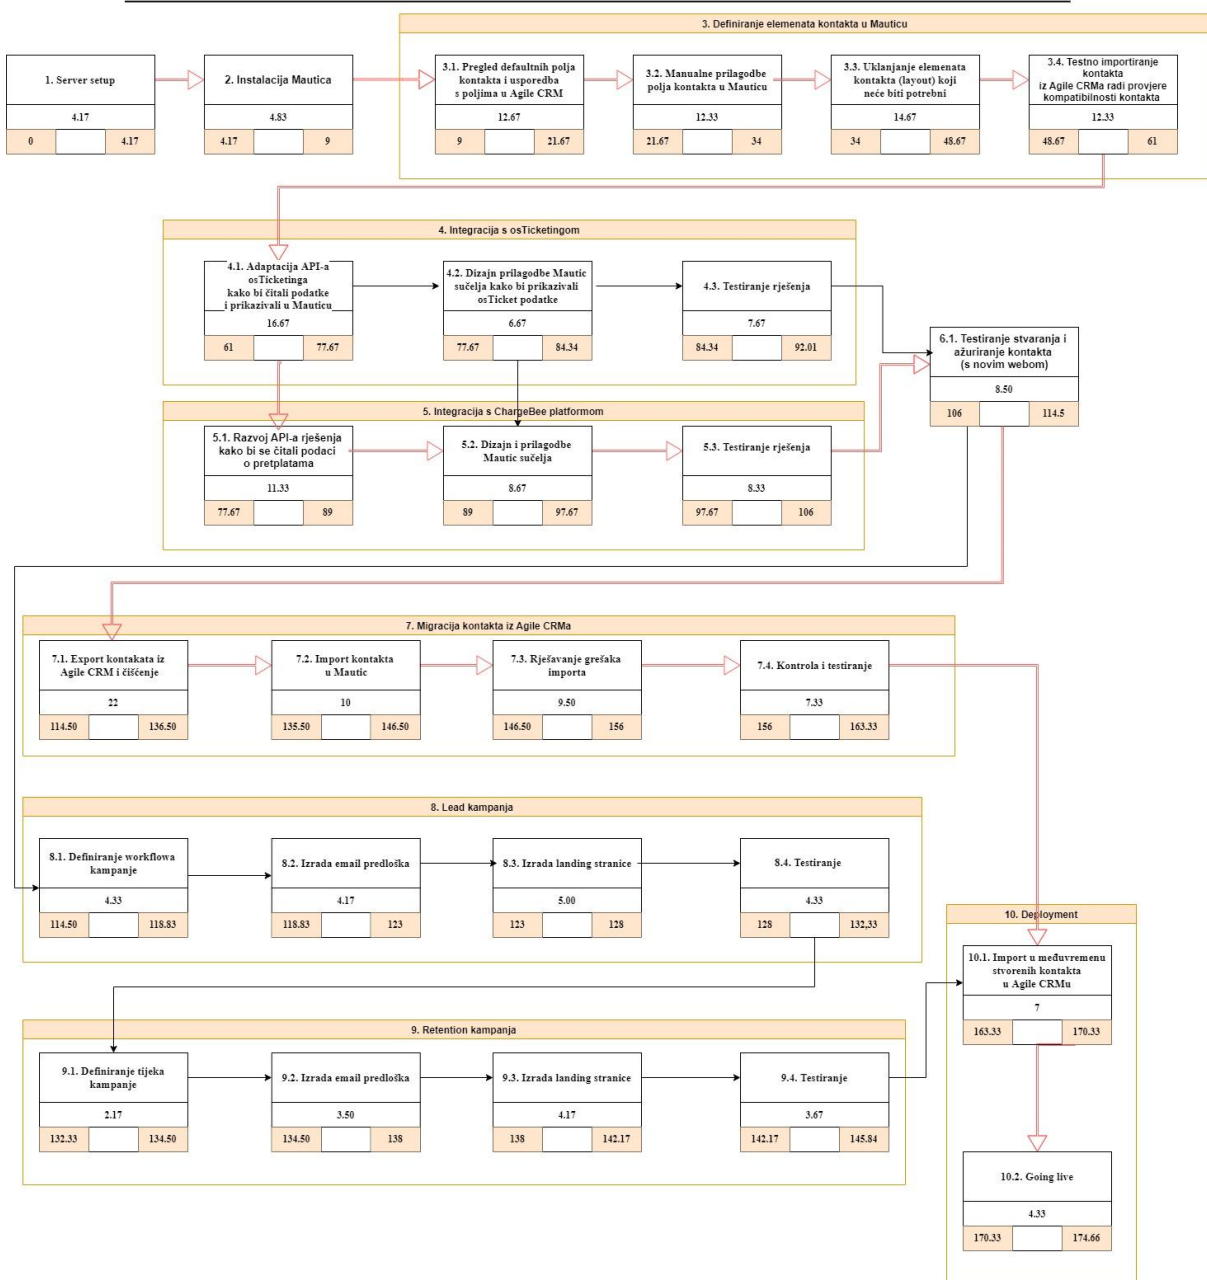 3. Definiranje elemenata kontakta u Mauticu
1. Server setup
4.17
0 4.17
2. Instalacija Mautica
4.83
4.17 9
3.1. Pregled defaultnih polja
kontakta i usporedba
s poljima u Agile CRM
12.67
9 21.67
3.2. Manualne prilagodbe
polja kontakta u Mauticu
12.33
21.67 34
3.3. Uklanjanje elemenata
kontakta (layout) koji
neće biti potrebni
14.67
34 48.67
3.4. Testno importiranje
kontakta
iz Agile CRMa radi provjere
kompatibilnosti kontakta
12.33
48.67 61
4. Integracija s osTicketingom
4.1. Adaptacija API-a
osTicketinga
kako bi čitali podatke
i prikazivali u Mauticu
16.67
61 77.67
4.2. Dizajn prilagodbe Mautic
sučelja kako bi prikazivali
osTicket podatke
6.67
77.67 84.34
4.3. Testiranje rješenja
7.67
84.34 92.01
6.1. Testiranje stvaranja i
ažuriranje kontakta
(s novim webom)
8.50
106 114.5
5. Integracija s ChargeBee platformom
5.1. Razvoj API-a rješenja
kako bi se čitali podaci
o pretplatama
11.33
77.67 89
5.2. Dizajn i prilagodbe
Mautic sučelja
8.67
89 97.67
5.3. Testiranje rješenja
8.33
97.67 106
7. Migracija kontakta iz Agile CRMa
7.1. Export kontakata iz
Agile CRM i čišćenje
22
114.50 136.50
7.2. Import kontakta
u Mautic
10
135.50 146.50
7.3. Rješavanje grešaka
importa
9.50
146.50 156
7.4. Kontrola i testiranje
7.33
156 163.33
8. Lead kampanja
8.1. Definiranje workflowa
kampanje
4.33
114.50 118.83
8.2. Izrada email predloška
4.17
118.83 123
8.3. Izrada landing stranice
5.00
123 128
8.4. Testiranje
4.33
128 132,33
10. Deployment
10.1. Import u međuvremenu
stvorenih kontakta
u Agile CRMu
7
163.33 170.33
9. Retention kampanja
9.1. Definiranje tijeka
kampanje
2.17
132.33 134.50
9.2. Izrada email predloška
3.50
134.50 138
9.3. Izrada landing stranice
4.17
138 142.17
9.4. Testiranje
3.67
142.17 145.84
10.2. Going live
4.33
170.33 174.66